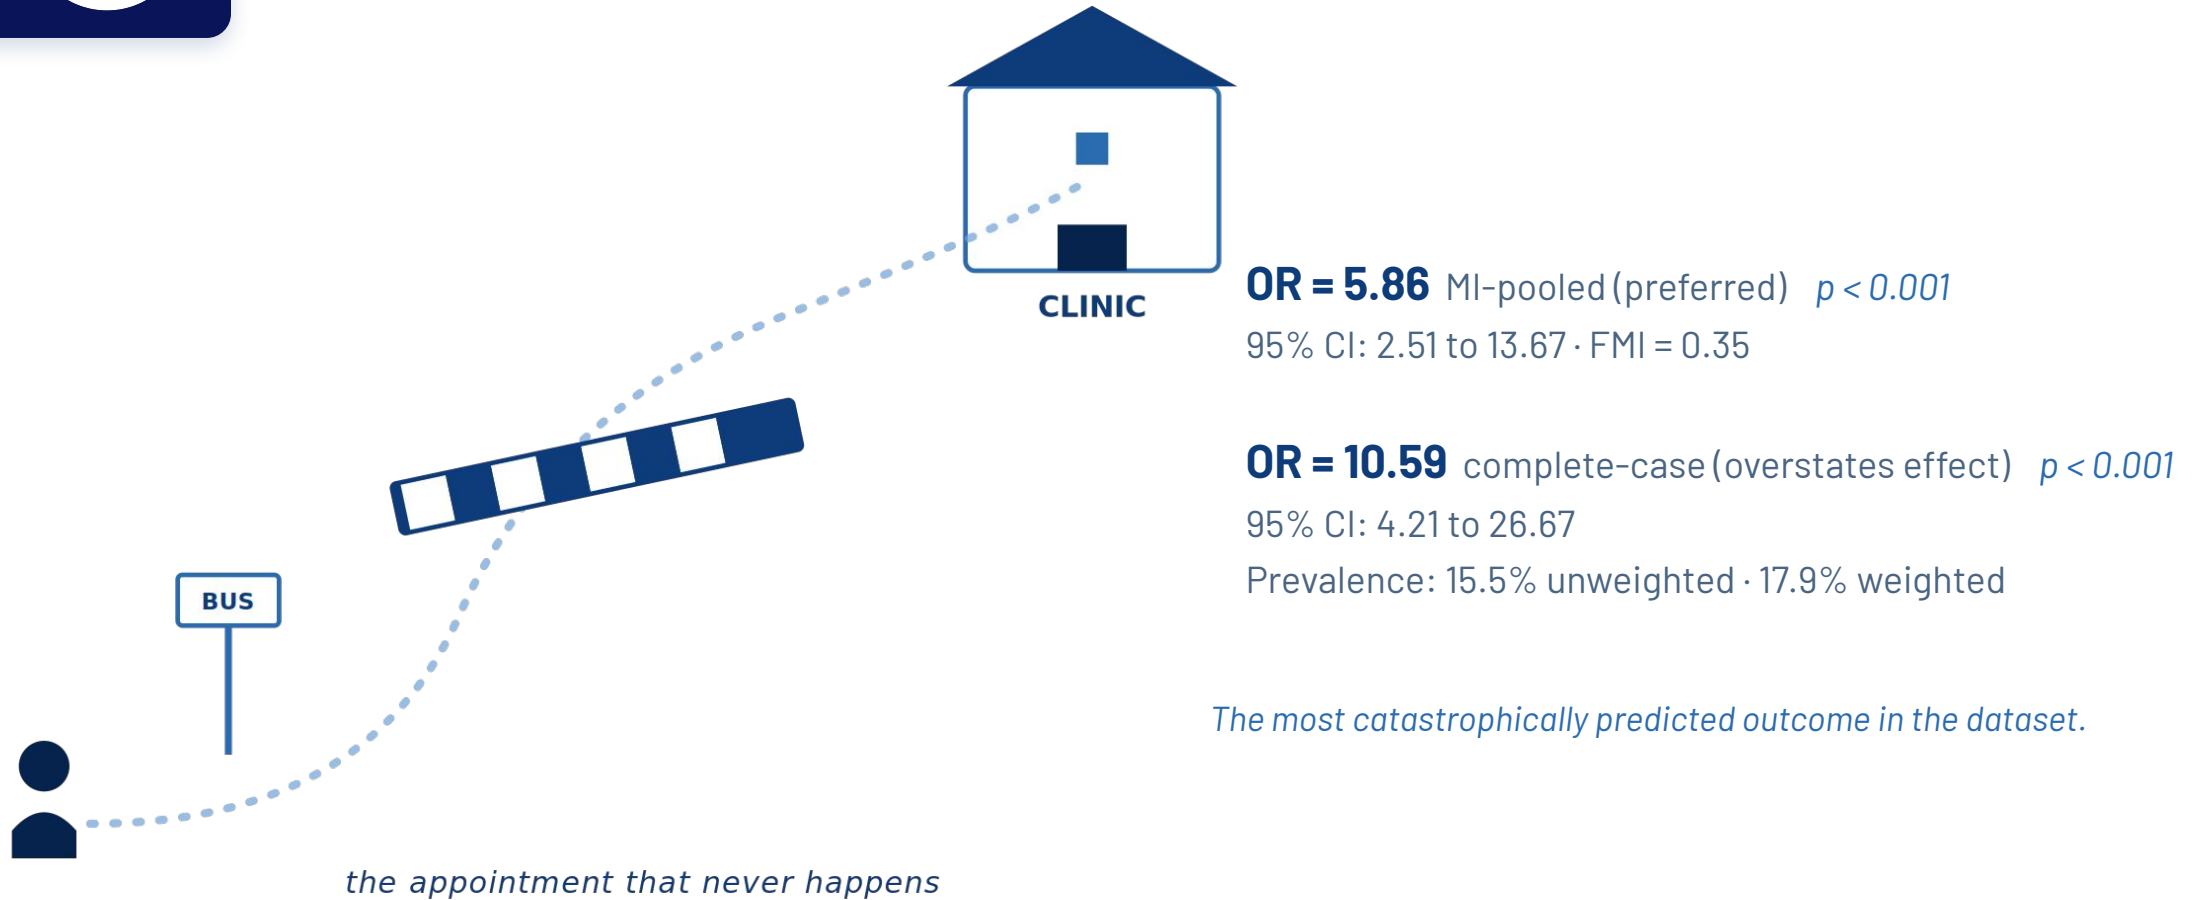 CLINIC
OR = 5.86 MI-pooled (preferred) p < 0.001
95% CI: 2.51 to 13.67 · FMI = 0.35
OR = 10.59 complete-case (overstates effect) p < 0.001
95% CI: 4.21 to 26.67
Prevalence: 15.5% unweighted · 17.9% weighted
BUS
The most catastrophically predicted outcome in the dataset.
the appointment that never happens